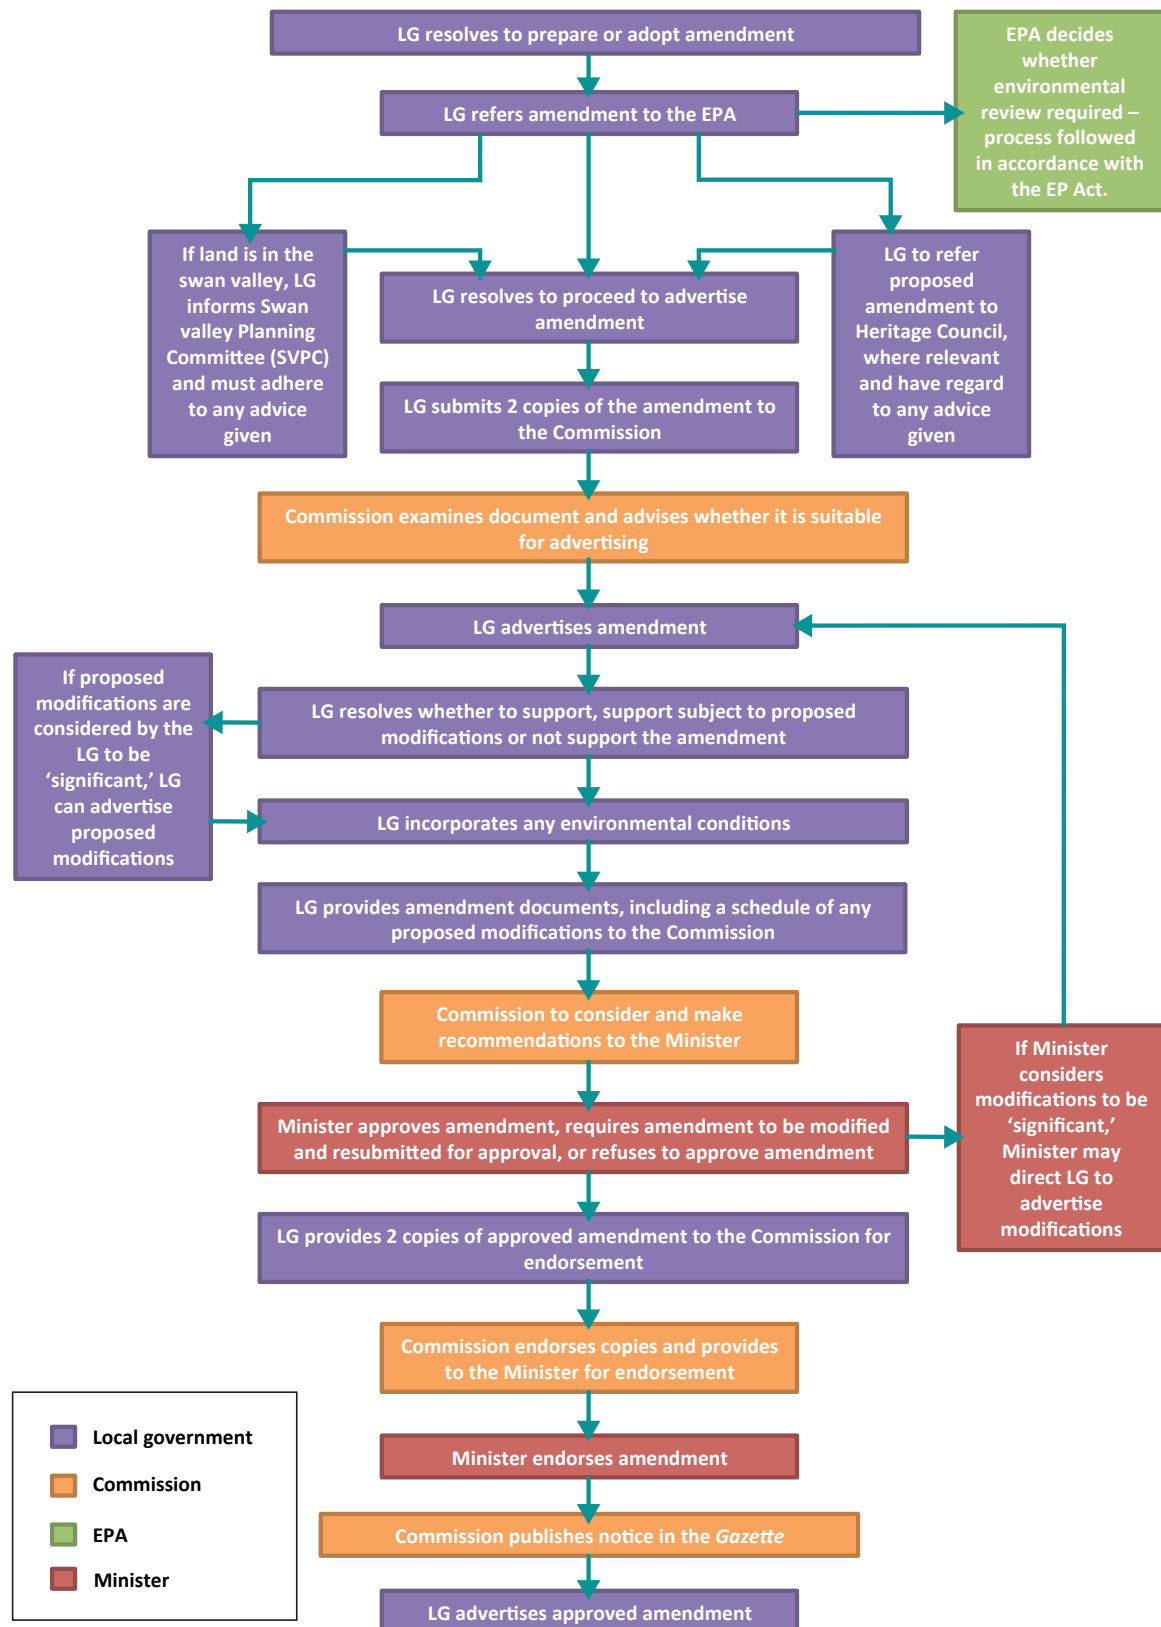 LG resolves to prepare or adopt amendment
EPA decides
whether
environmental
review required –
process followed
in accordance with
the EP Act.
LG refers amendment to the EPA
If land is in the
swan valley, LG
informs Swan
valley Planning
Committee (SVPC)
and must adhere
to any advice
given
LG resolves to proceed to advertise
amendment
LG to refer
proposed
amendment to
Heritage Council,
where relevant
and have regard
to any advice
given
LG submits 2 copies of the amendment to
the Commission
Commission examines document and advises whether it is suitable
for advertising
LG advertises amendment
If proposed
modifications are
considered by the
LG to be
‘significant,’ LG
can advertise
proposed
modifications
LG resolves whether to support, support subject to proposed
modifications or not support the amendment
LG incorporates any environmental conditions
LG provides amendment documents, including a schedule of any
proposed modifications to the Commission
Commission to consider and make
recommendations to the Minister
If Minister
considers
modifications to be
‘significant,’
Minister may
direct LG to
advertise
modifications
Minister approves amendment, requires amendment to be modified
and resubmitted for approval, or refuses to approve amendment
LG provides 2 copies of approved amendment to the Commission for
endorsement
Commission endorses copies and provides
to the Minister for endorsement
Minister endorses amendment
Commission publishes notice in the Gazette
LG advertises approved amendment
Local government
Commission
EPA
Minister